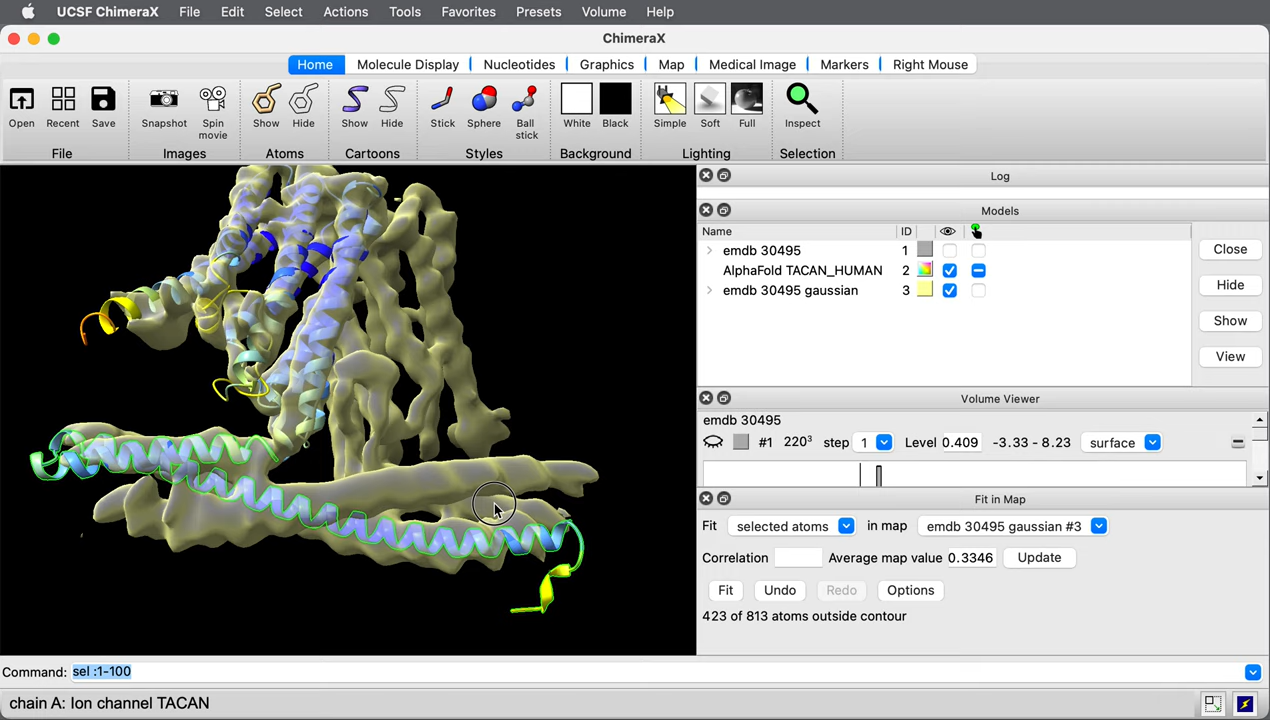 UCSF ChimeraX File Edit Select Actions Tools Favorites Presets Volume Help
ChimeraX
Home Molecule Display Nucleotides Graphics Map Medical Image Markers Right Mouse
Open Recent Save Snapshot Spin movie Show Hide Show Hide Stick Sphere Ball stick White Black Simple Soft Full Inspect
File Images Atoms Cartoons Styles Background Lighting Selection
Log
Models
Name ID
emdb 30495 1
AlphaFold TACAN_HUMAN 2
emdb 30495 gaussian 3
Close
Hide
Show
View
Volume Viewer
emdb 30495
#1 220³ step 1 Level 0.409 -3.33 - 8.23 surface
Fit in Map
Fit selected atoms in map emdb 30495 gaussian #3
Correlation Average map value 0.3346 Update
Fit Undo Redo Options
423 of 813 atoms outside contour
Command: sel :1-100
chain A: Ion channel TACAN